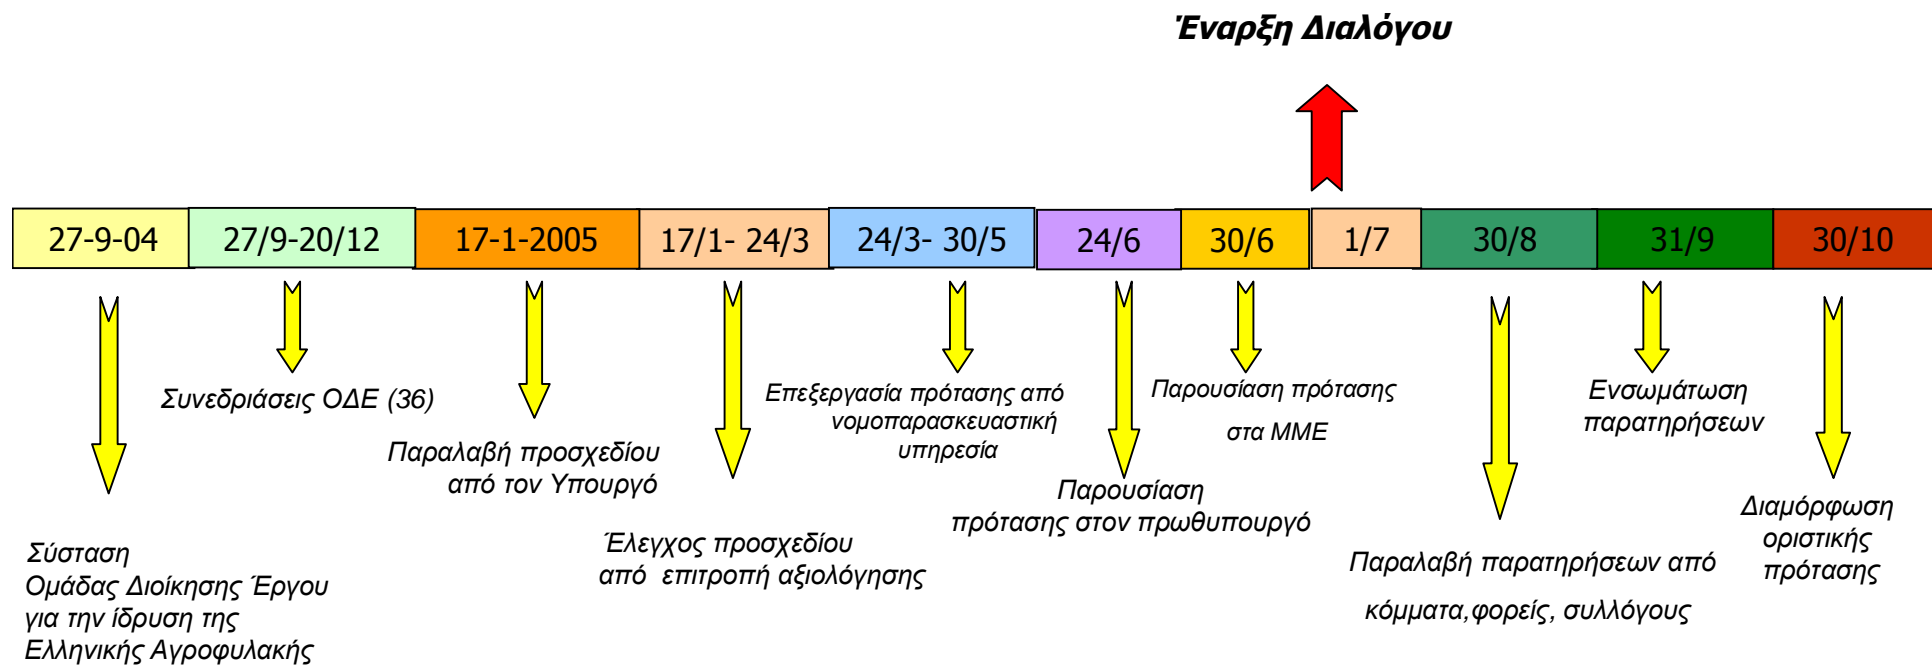 Έναρξη Διαλόγου
27-9-04
27/9-20/12
17-1-2005
17/1- 24/3
24/3- 30/5
24/6
30/6
1/7
30/8
31/9
30/10
Σύσταση
Ομάδας Διοίκησης Έργου
για την ίδρυση της
Ελληνικής Αγροφυλακής
Συνεδριάσεις ΟΔΕ (36)
Παραλαβή προσχεδίου
από τον Υπουργό
Έλεγχος προσχεδίου
από επιτροπή αξιολόγησης
Επεξεργασία πρότασης από
νομοπαρασκευαστική
υπηρεσία
Παρουσίαση
πρότασης στον πρωθυπουργό
Παρουσίαση πρότασης
στα ΜΜΕ
Παραλαβή παρατηρήσεων από
κόμματα,φορείς, συλλόγους
Ενσωμάτωση
παρατηρήσεων
Διαμόρφωση
οριστικής
πρότασης